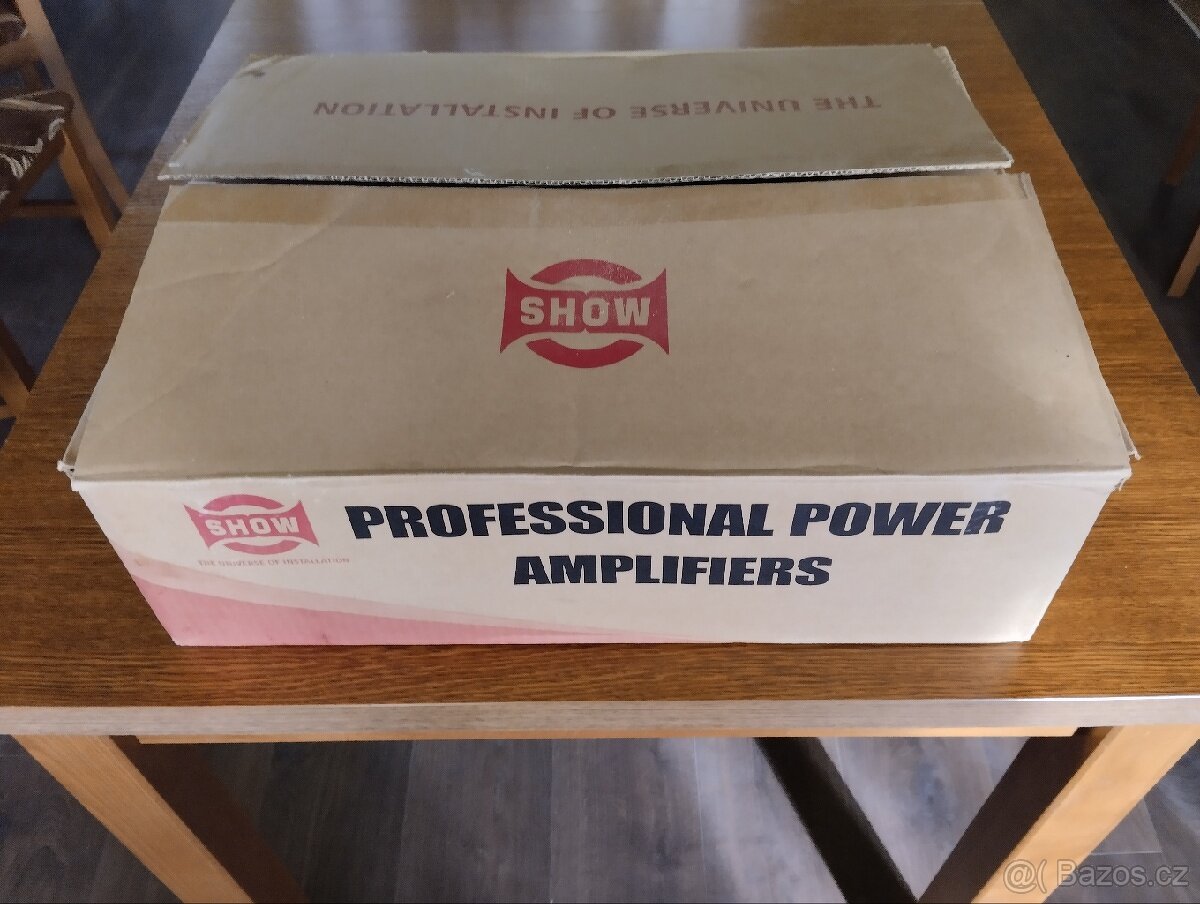 THE UNIVERSE OF INSTALLATION
SHOW
SHOW
THE UNIVERSE OF INSTALLATION
PROFESSIONAL POWER
AMPLIFIERS
@( Bazos.cz